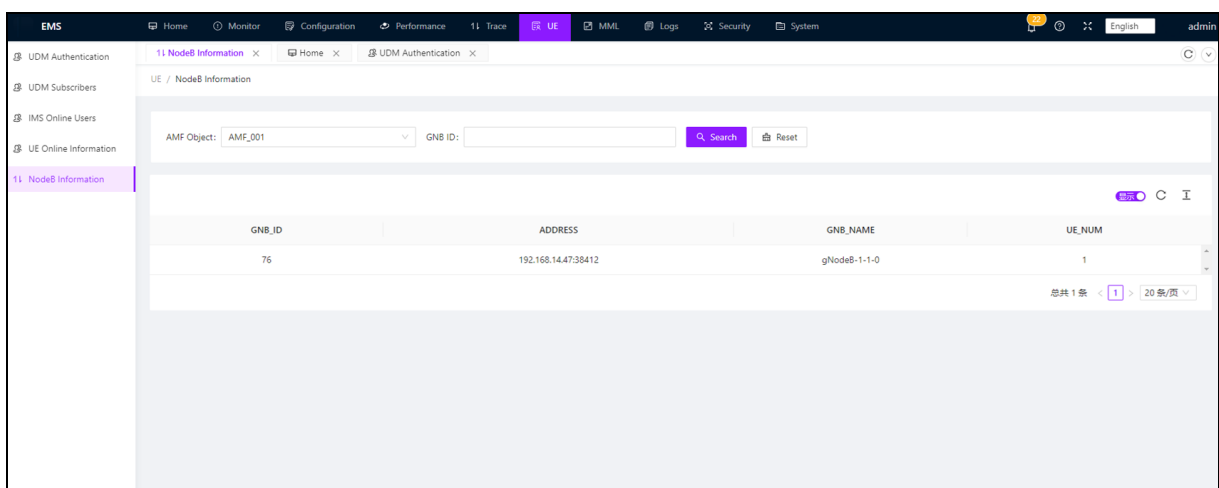 EMS Home Monitor Configuration Performance Trace UE MML Logs Security System 22 English admin
UDM Authentication
UDM Subscribers
IMS Online Users
UE Online Information
NodeB Information
NodeB Information Home UDM Authentication
UE / NodeB Information
AMF Object: AMF_001 GNB ID: Search Reset
显示
GNB_ID ADDRESS GNB_NAME UE_NUM
76 192.168.14.47:38412 gNodeB-1-1-0 1
总共 1 条 < 1 > 20 条/页